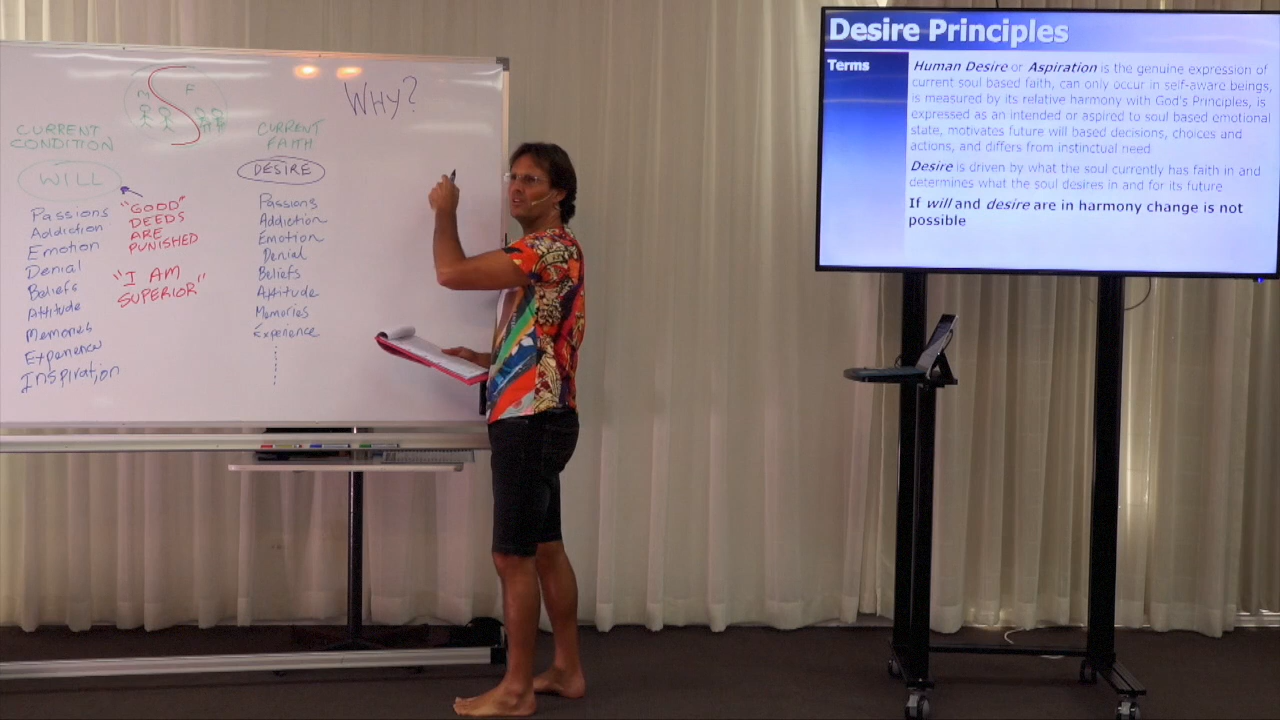 M F
CURRENT
CONDITION
WILL
Passions
Addiction
Emotion
Denial
Beliefs
Attitude
Memories
Experience
Inspiration
"GOOD"
DEEDS
ARE
PUNISHED
"I AM
SUPERIOR"
CURRENT
FAITH
DESIRE
Passions
Addiction
Emotion
Denial
Beliefs
Attitude
Memories
Experience
WHY?
Desire Principles
Terms
Human Desire or Aspiration is the genuine expression of
current soul based faith, can only occur in self-aware beings,
is measured by its relative harmony with God's Principles, is
expressed as an intended or aspired to soul based emotional
state, motivates future will based decisions, choices and
actions, and differs from instinctual need
Desire is driven by what the soul currently has faith in and
determines what the soul desires in and for its future
If will and desire are in harmony change is not
possible